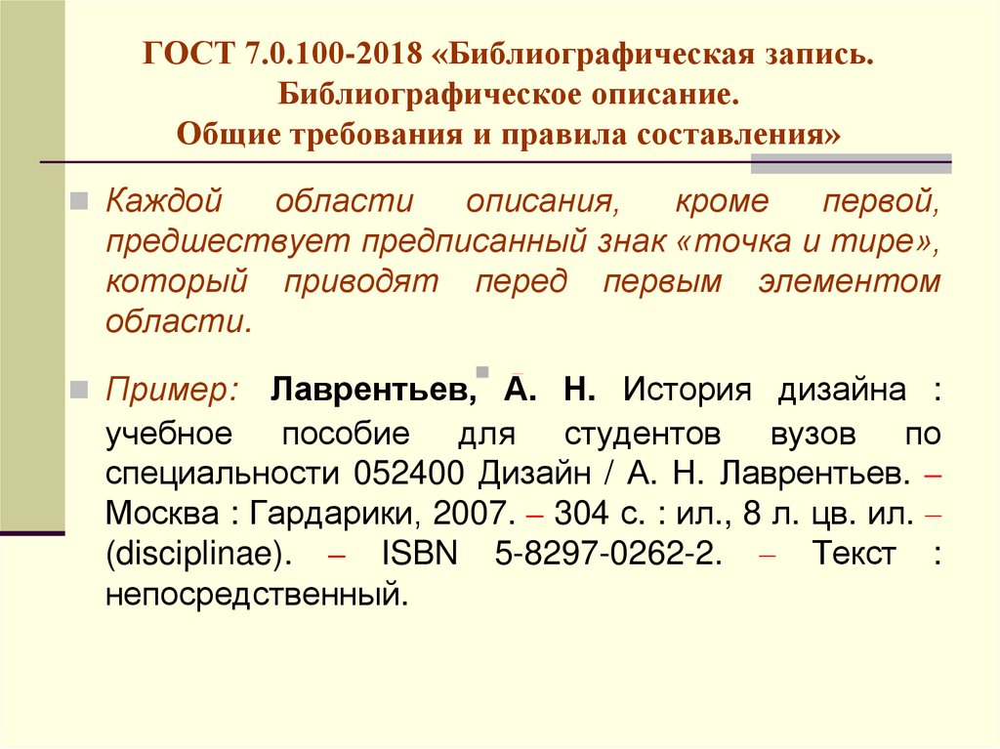 ГОСТ 7.0.100-2018 «Библиографическая запись.
Библиографическое описание.
Общие требования и правила составления»
Каждой области описания, кроме первой,
предшествует предписанный знак «точка и тире»,
который приводят перед первым элементом
области.
Пример: Лаврентьев, А. Н. История дизайна :
учебное пособие для студентов вузов по
специальности 052400 Дизайн / А. Н. Лаврентьев. –
Москва : Гардарики, 2007. – 304 с. : ил., 8 л. цв. ил. –
(disciplinae). – ISBN 5-8297-0262-2. – Текст :
непосредственный.